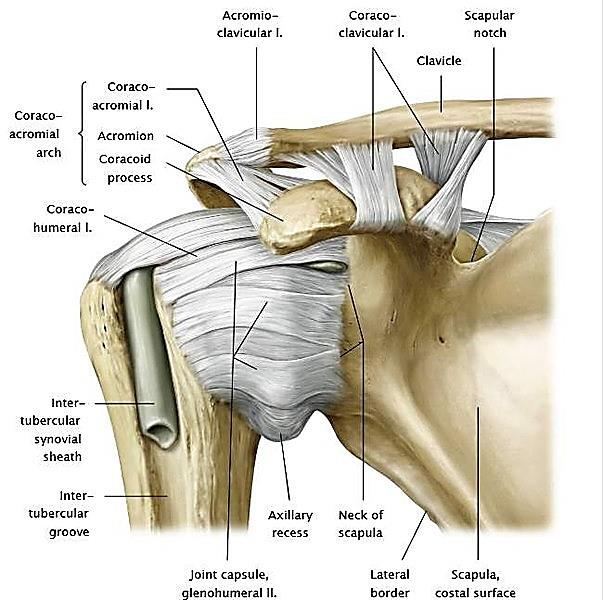 Acromio-
clavicular l.
Coraco-
clavicular l.
Scapular
notch
Clavicle
Coraco-
acromial l.
Coraco-
acromial
arch
Acromion
Coracoid
process
Coraco-
humeral l.
Inter-
tubercular
synovial
sheath
Inter-
tubercular
groove
Axillary
recess
Neck of
scapula
Joint capsule,
glenohumeral ll.
Lateral
border
Scapula,
costal surface